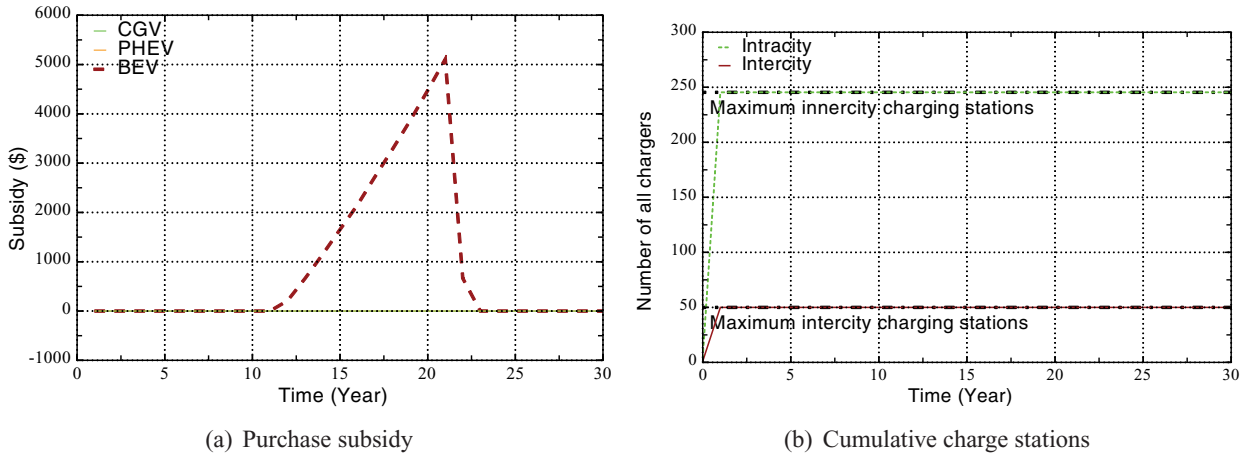 6000
5000
4000
3000
2000
1000
0
-1000
Subsidy ($)
CGV
PHEV
BEV
0 5 10 15 20 25 30
Time (Year)
(a) Purchase subsidy
300
250
200
150
100
50
0
Number of all chargers
Intracity
Intercity
Maximum innercity charging stations
Maximum intercity charging stations
0 5 10 15 20 25 30
Time (Year)
(b) Cumulative charge stations